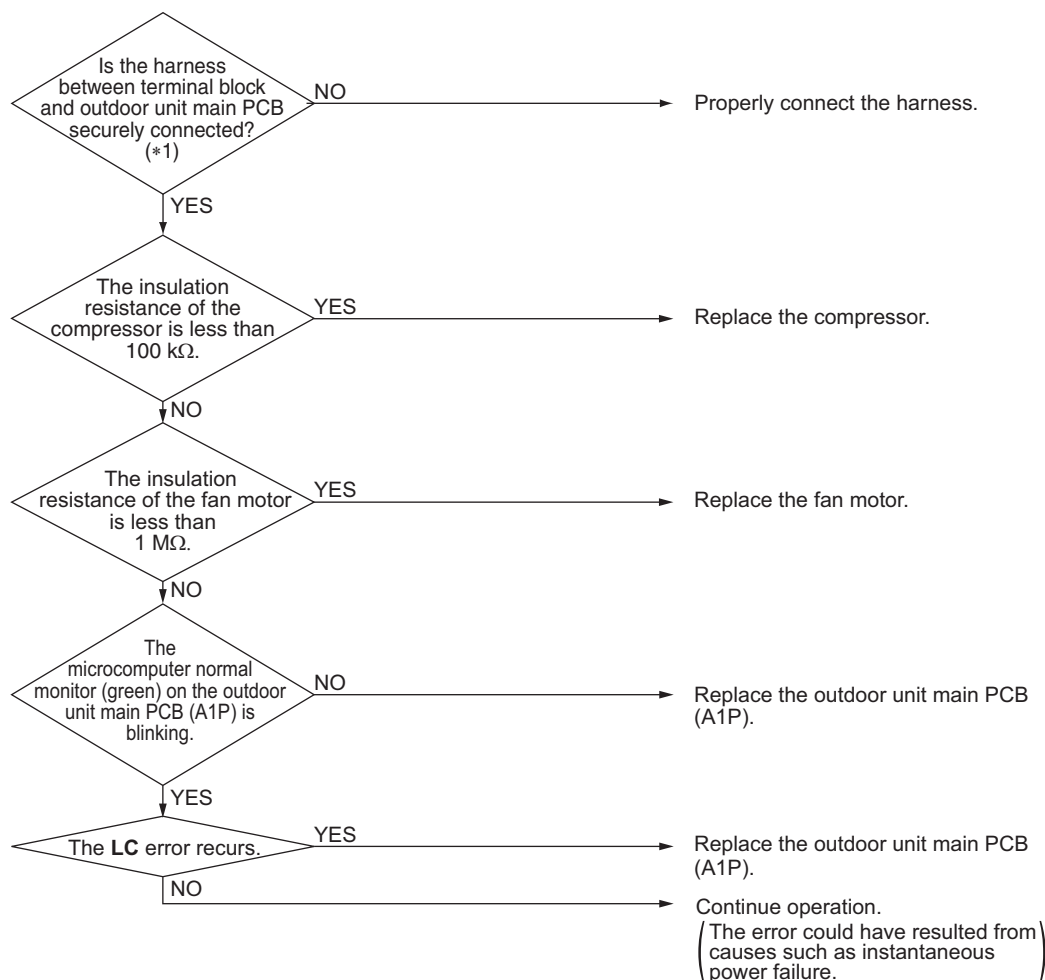 Is the harness
between terminal block
and outdoor unit main PCB
securely connected?
(*1)
NO
Properly connect the harness.
YES
The insulation
resistance of the
compressor is less than
100 kΩ.
YES
Replace the compressor.
NO
The insulation
resistance of the fan motor
is less than
1 MΩ.
YES
Replace the fan motor.
NO
The
microcomputer normal
monitor (green) on the outdoor
unit main PCB (A1P) is
blinking.
NO
Replace the outdoor unit main PCB
(A1P).
YES
The LC error recurs.
YES
Replace the outdoor unit main PCB
(A1P).
NO
Continue operation.
(The error could have resulted from
causes such as instantaneous
power failure.)